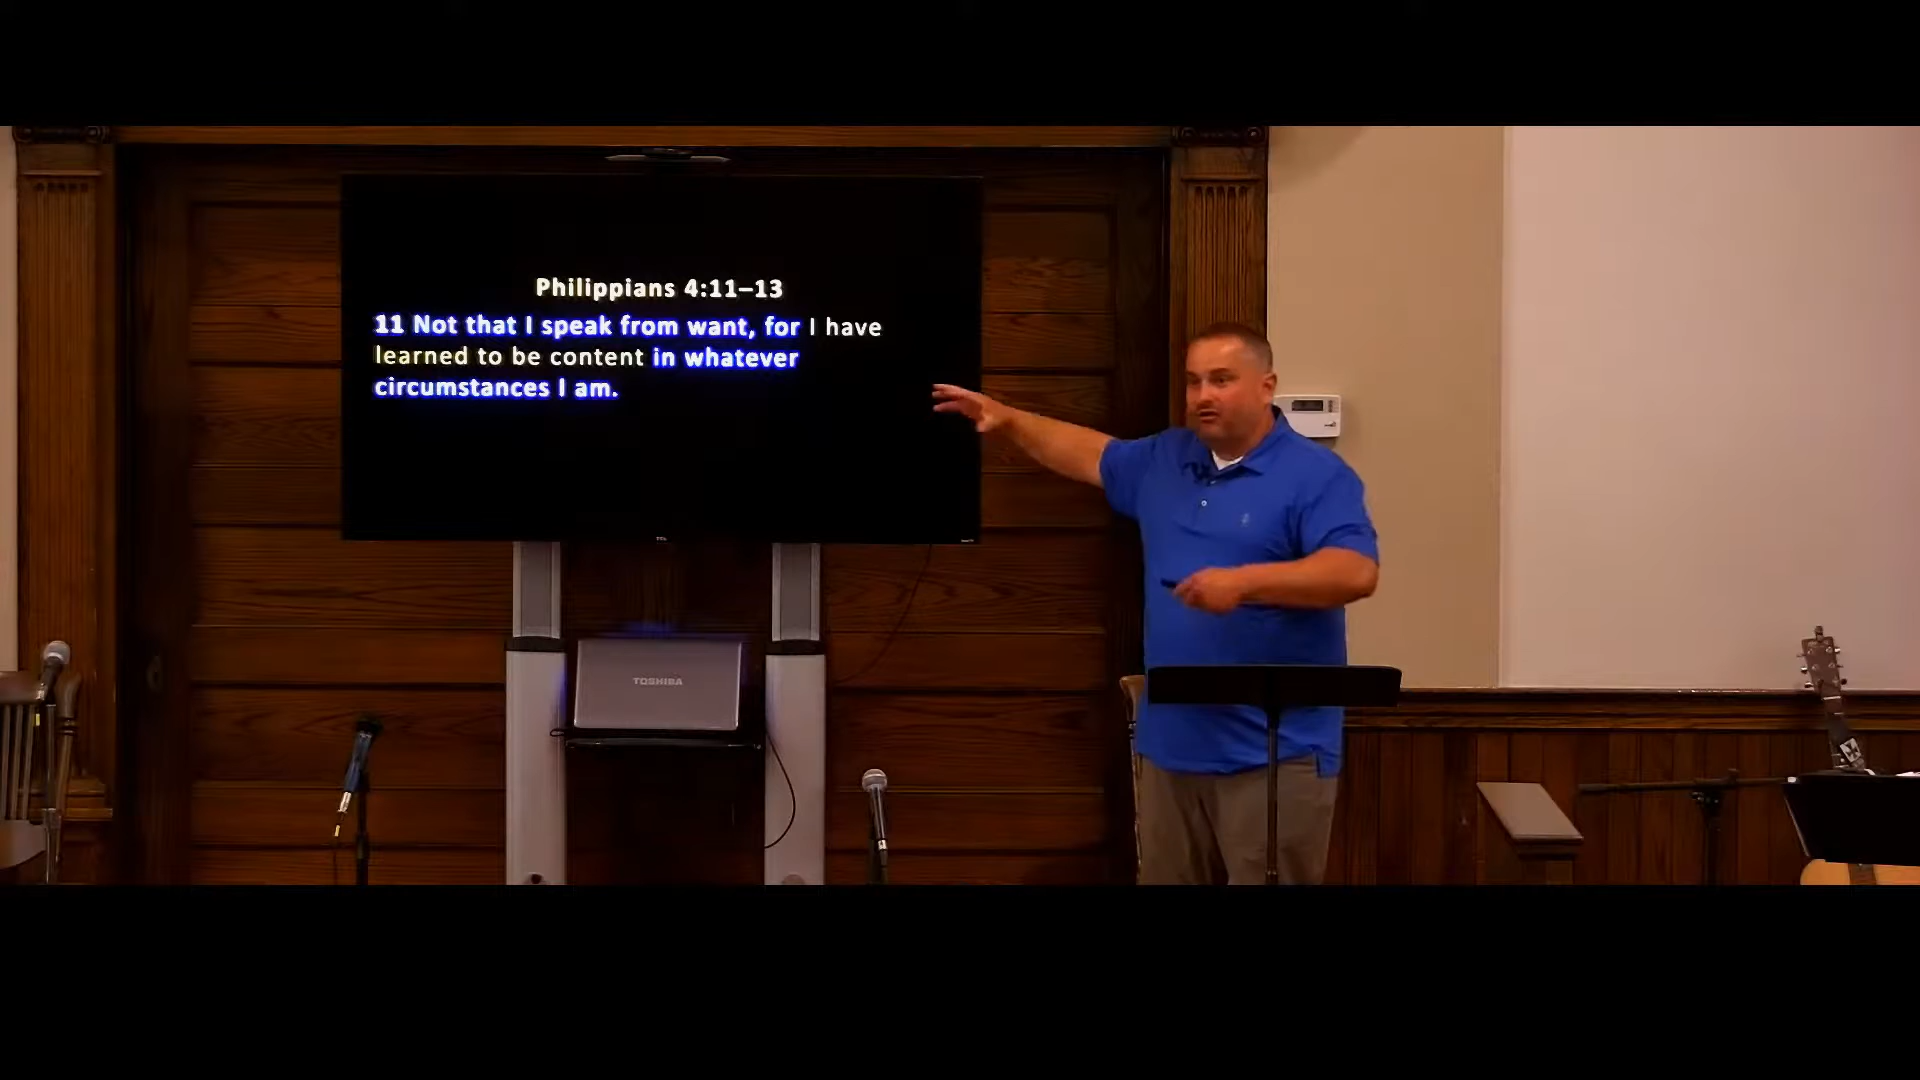 Philippians 4:11–13
11 Not that I speak from want, for I have
learned to be content in whatever
circumstances I am.
TCL
TOSHIBA